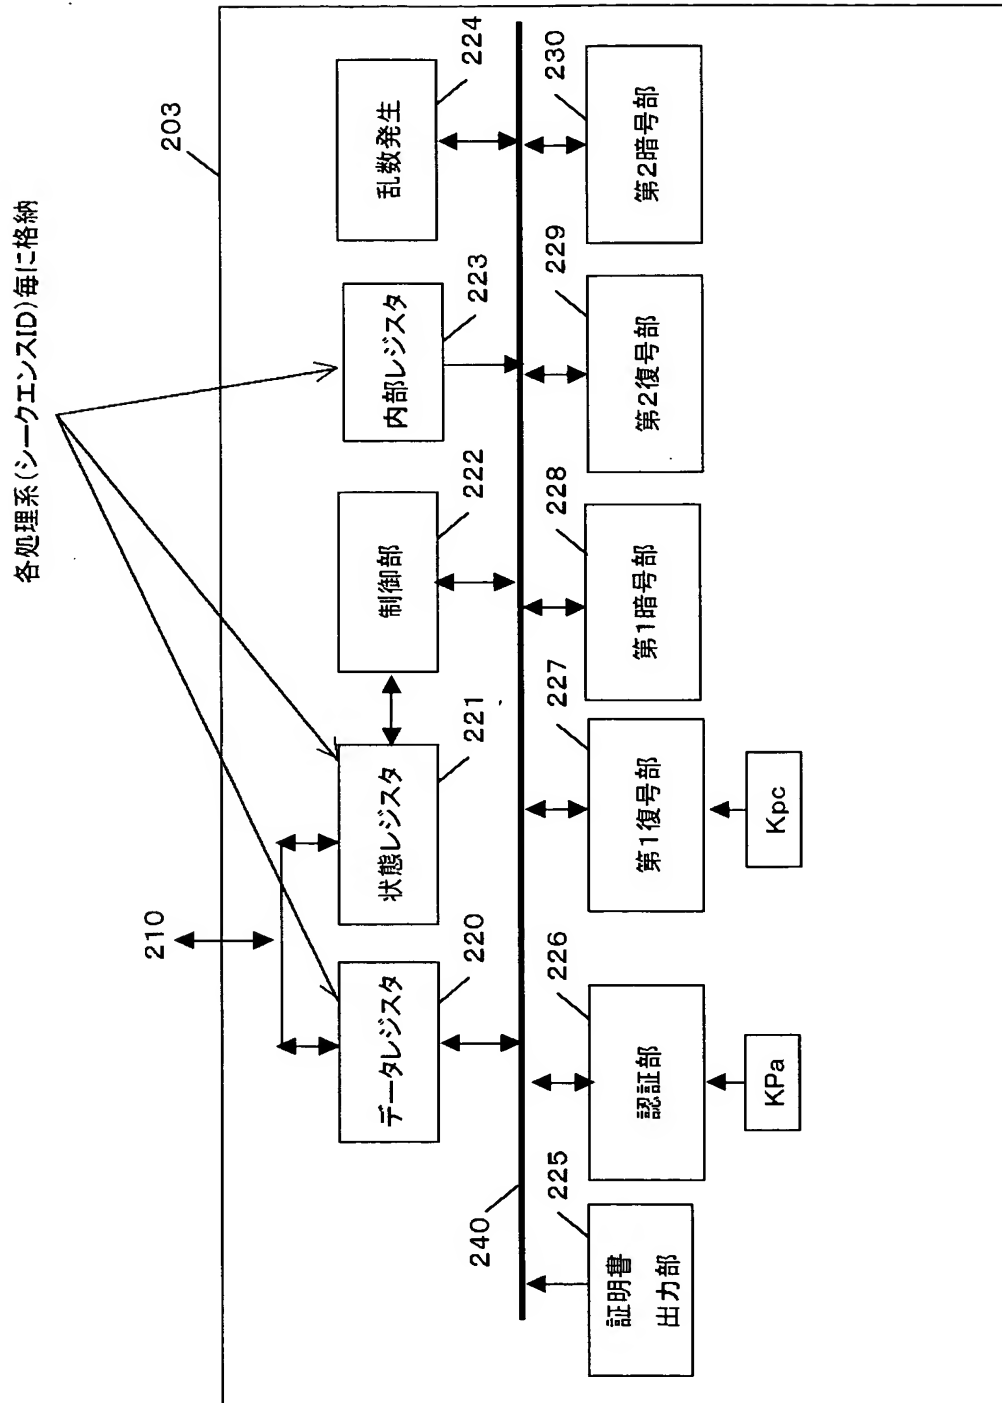 各処理系(シークエンスID)毎に格納
203
210
データレジスタ
220
状態レジスタ
221
制御部
222
内部レジスタ
223
乱数発生
224
240
証明書
出力部
225
認証部
226
KPa
第1復号部
227
Kpc
第1暗号部
228
第2復号部
229
第2暗号部
230